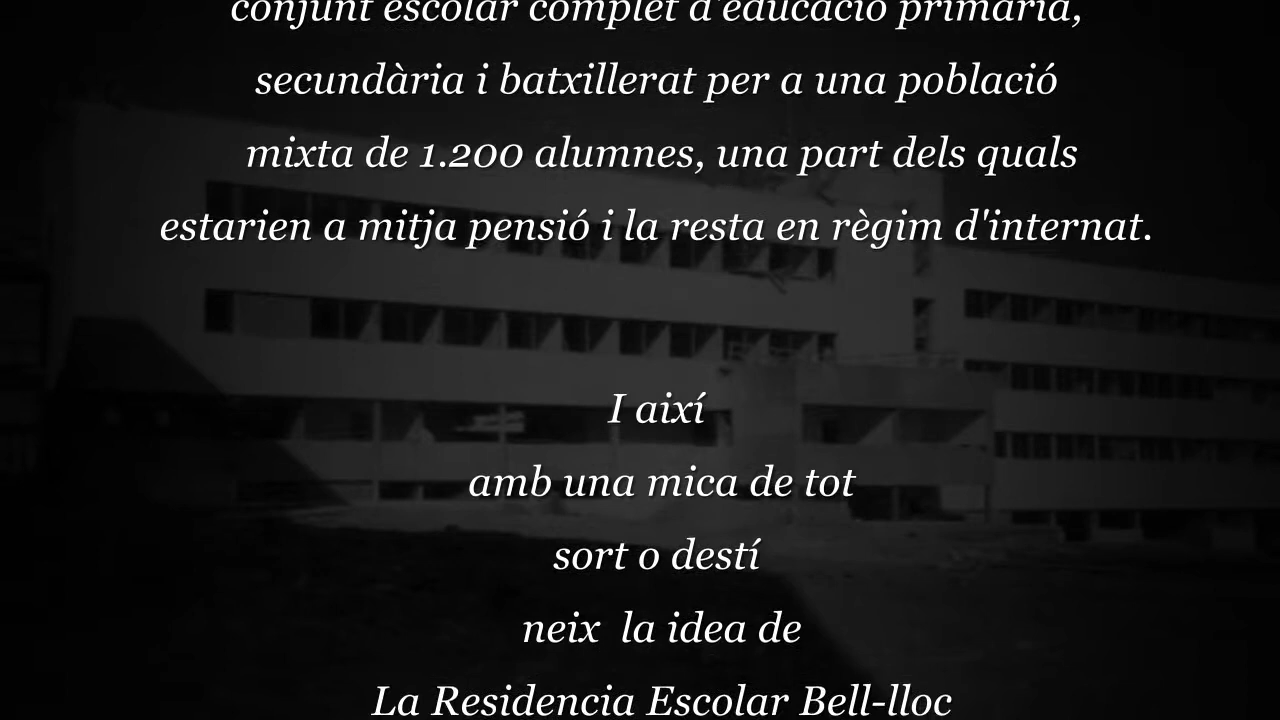 conjunt escolar complet d'educació primària,
secundària i batxillerat per a una població
mixta de 1.200 alumnes, una part dels quals
estarien a mitja pensió i la resta en règim d'internat.
I així
amb una mica de tot
sort o destí
neix  la idea de
La Residencia Escolar Bell-lloc